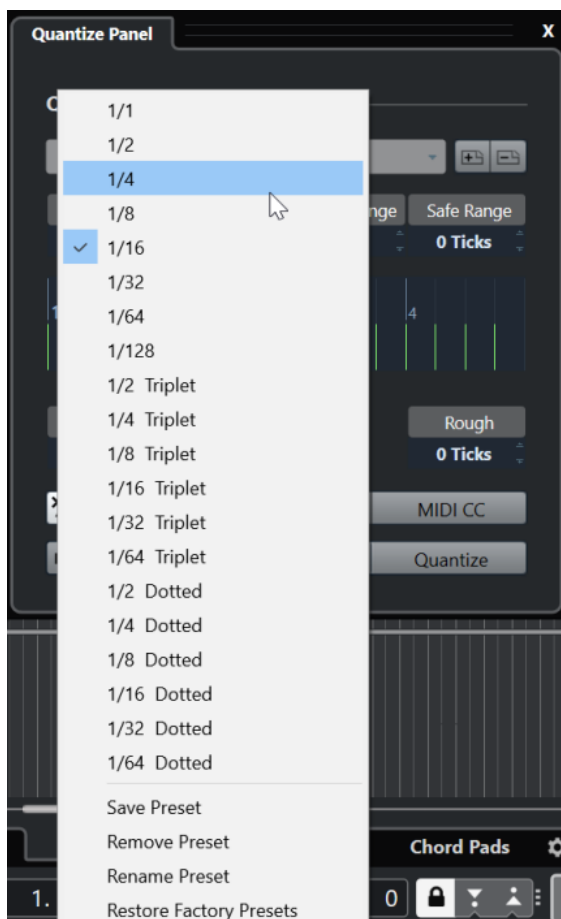 Quantize Panel X
1/1
1/2
1/4
1/8 Safe Range
1/16 0 Ticks
1/32
1/64 4
1/128
1/2 Triplet
1/4 Triplet Rough
1/8 Triplet 0 Ticks
1/16 Triplet
1/32 Triplet MIDI CC
1/64 Triplet Quantize
1/2 Dotted
1/4 Dotted
1/8 Dotted
1/16 Dotted
1/32 Dotted
1/64 Dotted
Save Preset
Remove Preset Chord Pads
Rename Preset
1. Restore Factory Presets 0